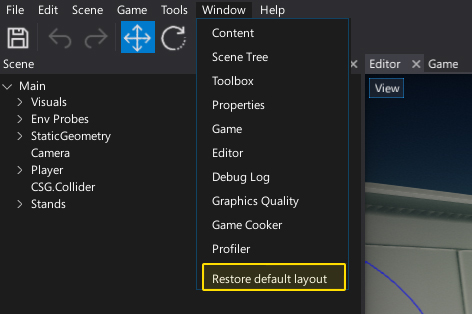 File Edit Scene Game Tools Window Help
Scene
Editor Game
View
Main
Visuals
Env Probes
StaticGeometry
Camera
Player
CSG.Collider
Stands
Content
Scene Tree
Toolbox
Properties
Game
Editor
Debug Log
Graphics Quality
Game Cooker
Profiler
Restore default layout